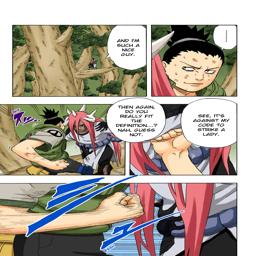 AND I'M
SUCH A
NICE
GUY.
THEN AGAIN,
DO YOU
REALLY FIT
THE
DEFINITION...?
NAH, GUESS
NOT.
SEE, IT'S
AGAINST MY
CODE TO
STRIKE A
LADY.